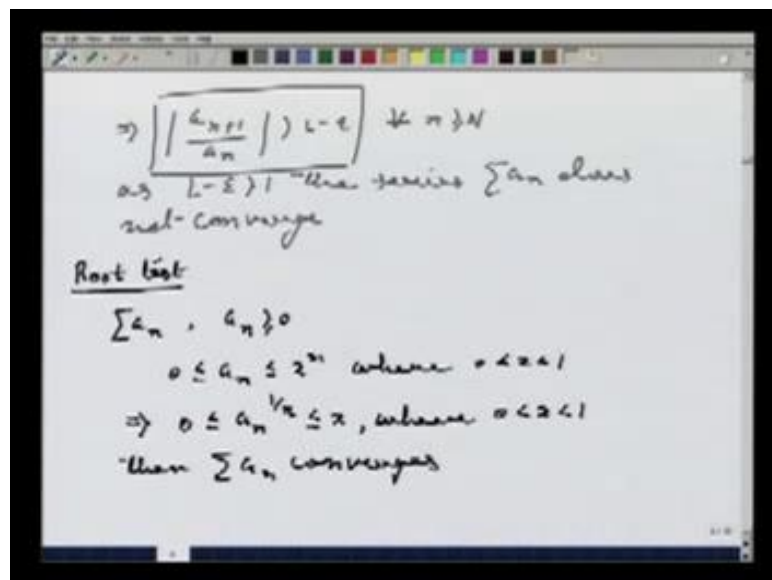 ⇒ | a_{n+1} / a_n | > L-ε ∀ n ≥ N
as L-ε > 1 the series Σa_n does
not converge
Root test
Σa_n , a_n ≥ 0
0 ≤ a_n ≤ x^n where 0 < x < 1
⇒ 0 ≤ a_n^{1/n} ≤ x, where 0 < x < 1
then Σa_n converges